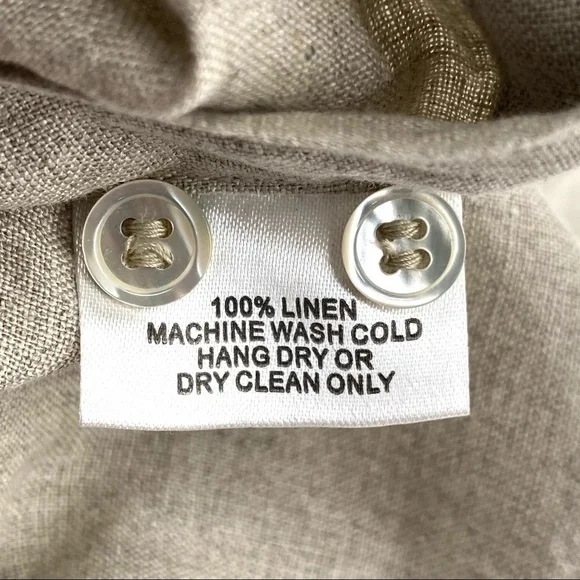 100% LINEN
MACHINE WASH COLD
HANG DRY OR
DRY CLEAN ONLY